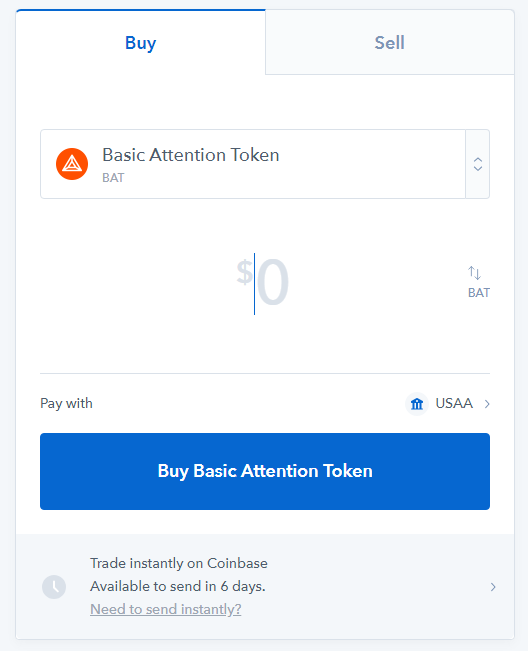 Buy
Sell
Basic Attention Token
BAT
$0
BAT
Pay with
USAA
Buy Basic Attention Token
Trade instantly on Coinbase
Available to send in 6 days.
Need to send instantly?